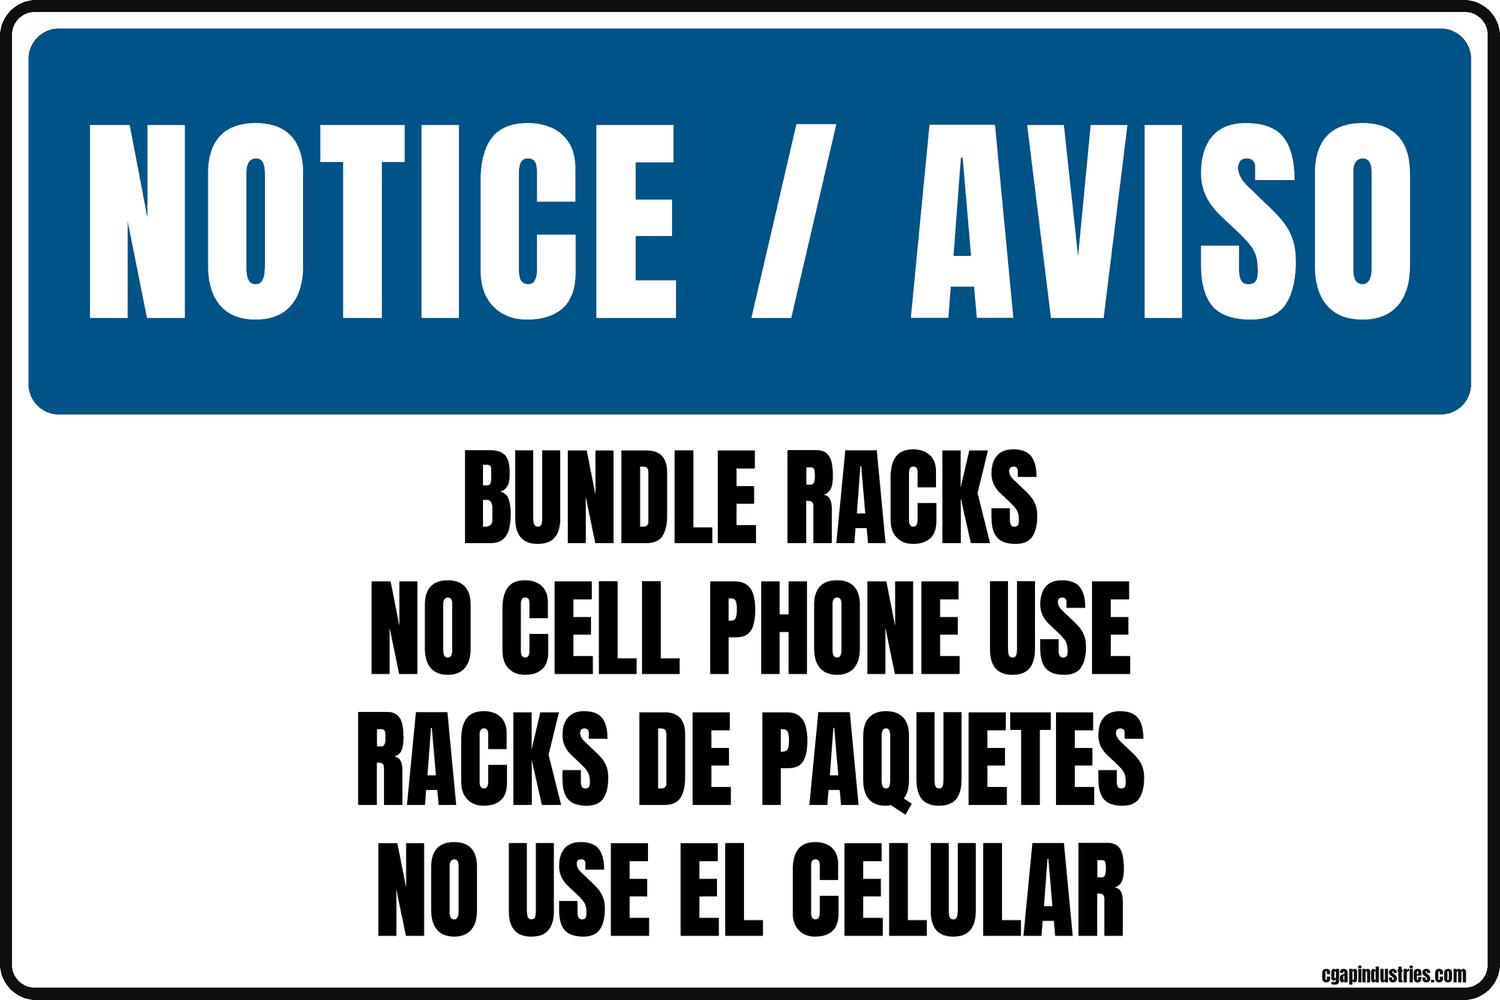 NOTICE / AVISO
BUNDLE RACKS
NO CELL PHONE USE
RACKS DE PAQUETES
NO USE EL CELULAR
cgapindustries.com